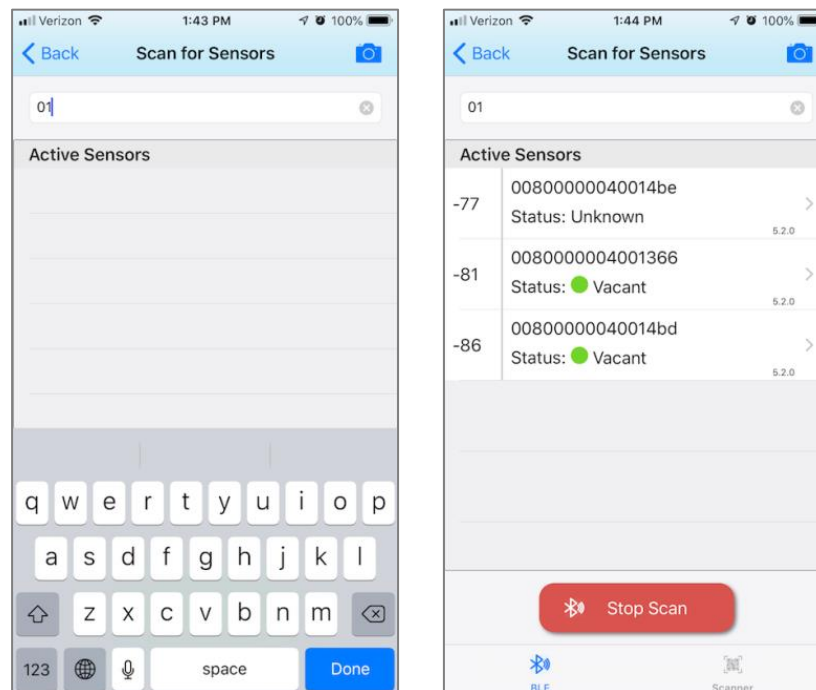 Verizon 1:43 PM 100%
Back Scan for Sensors
01
Active Sensors
q w e r t y u i o p
a s d f g h j k l
z x c v b n m
123 space Done
Verizon 1:44 PM 100%
Back Scan for Sensors
01
Active Sensors
-77 00800000040014be
Status: Unknown
5.2.0
-81 0080000004001366
Status: Vacant
5.2.0
-86 00800000040014bd
Status: Vacant
5.2.0
Stop Scan
BLE Scanner